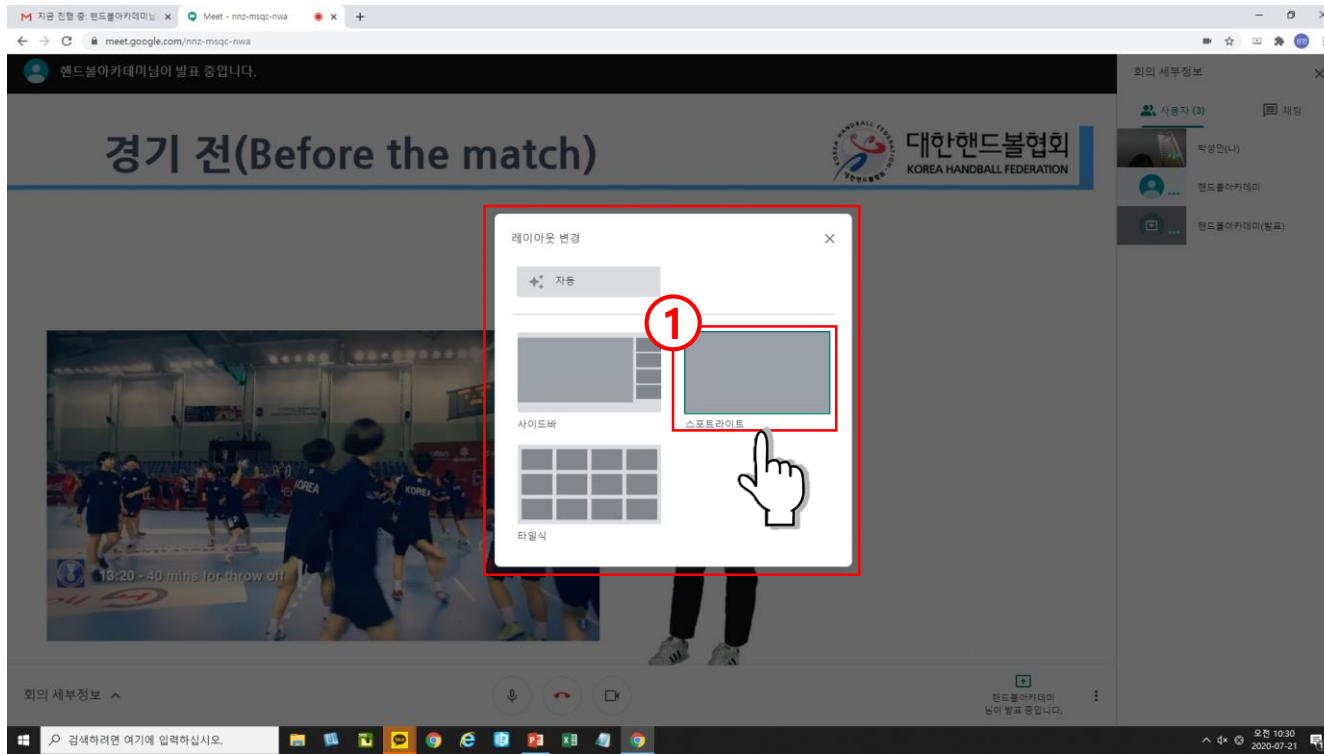 지금 진행 중: 핸드볼아카데미님
Meet - nnz-msqc-nwa
meet.google.com/nnz-msqc-nwa
핸드볼아카데미님이 발표 중입니다.
회의 세부정보
사용자 (3)
채팅
박성민(나)
핸드볼아카데미
핸드볼아카데미(발표)
경기 전(Before the match)
대한핸드볼협회
KOREA HANDBALL FEDERATION
레이아웃 변경
자동
1
사이드바
스포트라이트
타일식
KOREA
KOREA
13:20 - 40 mins for throw off
회의 세부정보
핸드볼아카데미
님이 발표 중입니다.
검색하려면 여기에 입력하십시오.
오전 10:30
2020-07-21